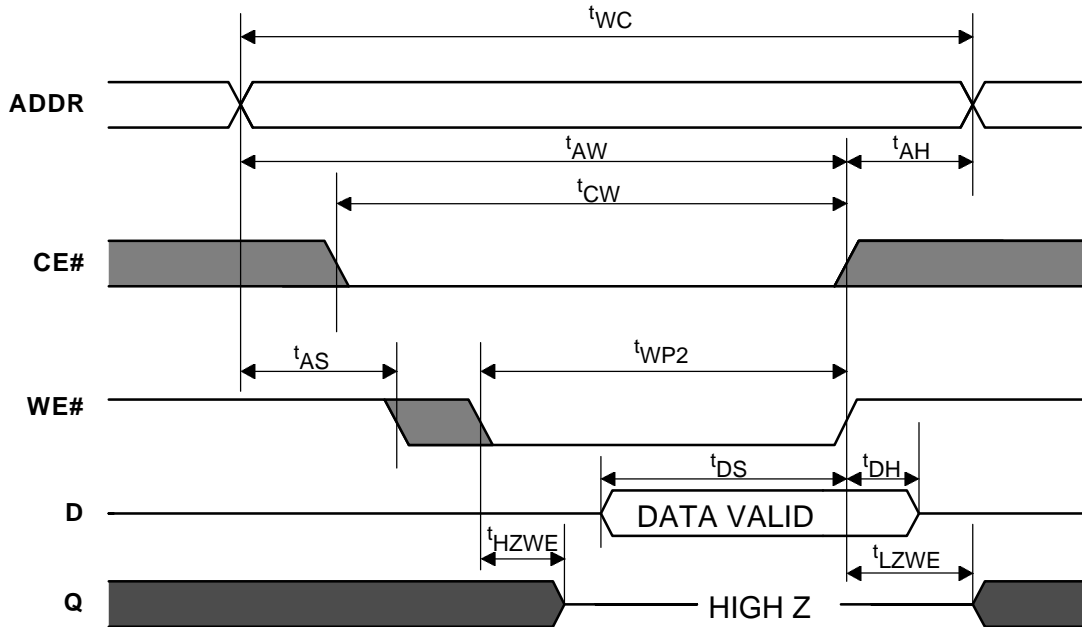 tWC
ADDR
tAW
tAH
tCW
CE#
tAS
tWP2
WE#
tDS
tDH
D
DATA VALID
tHZWE
tLZWE
Q
HIGH Z